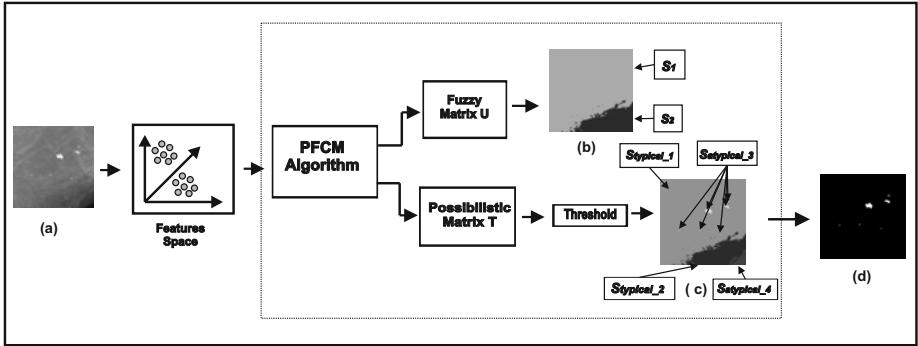 (a)
Features
Space
PFCM
Algorithm
Fuzzy
Matrix U
Possibilistic
Matrix T
Threshold
S1
S2
(b)
Stypical_1
Satypical_3
Stypical_2
( c)
Satypical_4
(d)